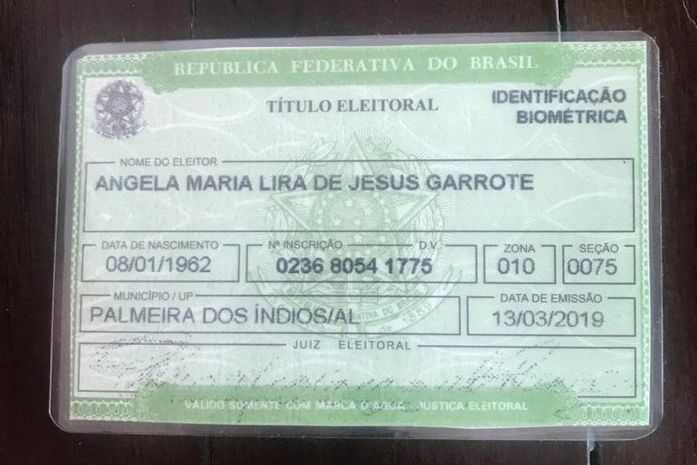 REPÚBLICA FEDERATIVA DO BRASIL
TÍTULO ELEITORAL
IDENTIFICAÇÃO
BIOMÉTRICA
NOME DO ELEITOR
ANGELA MARIA LIRA DE JESUS GARROTE
DATA DE NASCIMENTO Nº INSCRIÇÃO D.V. ZONA SEÇÃO
08/01/1962 0236 8054 1775 010 0075
MUNICÍPIO / UF DATA DE EMISSÃO
PALMEIRA DOS ÍNDIOS/AL 13/03/2019
JUIZ ELEITORAL
VÁLIDO SOMENTE COM MARCA D'ÁGUA. JUSTIÇA ELEITORAL